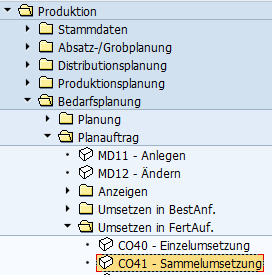 Produktion
Stammdaten
Absatz-/Grobplanung
Distributionsplanung
Produktionsplanung
Bedarfsplanung
Planung
Planauftrag
MD11 - Anlegen
MD12 - Ändern
Anzeigen
Umsetzen in BestAnf.
Umsetzen in FertAuf.
CO40 - Einzelumsetzung
CO41 - Sammelumsetzung